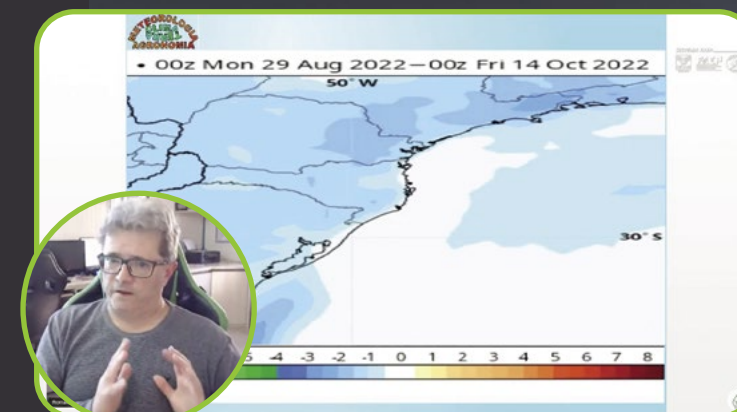 METEOROLOGIA
AGRONOMIA
• 00z Mon 29 Aug 2022—00z Fri 14 Oct 2022
50° W
30° S
5 -4 -3 -2 -1 0 1 2 3 4 5 6 7 8